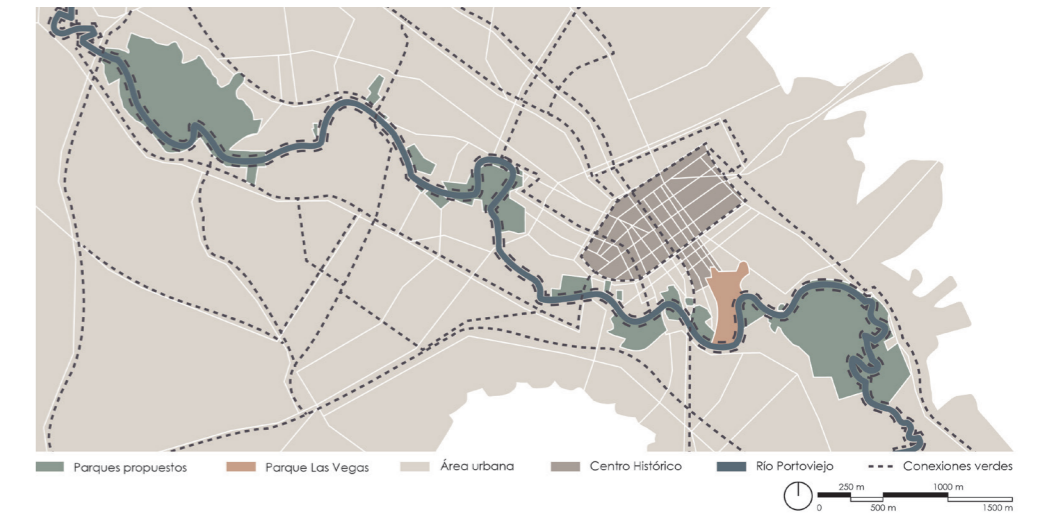 Parques propuestos Parque Las Vegas Área urbana Centro Histórico Río Portoviejo Conexiones verdes
250 m 1000 m
0 500 m 1500 m